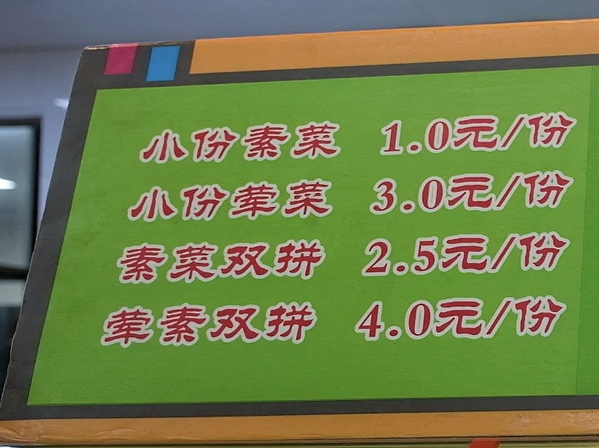 小份素菜 1.0元/份
小份荤菜 3.0元/份
素菜双拼 2.5元/份
荤素双拼 4.0元/份